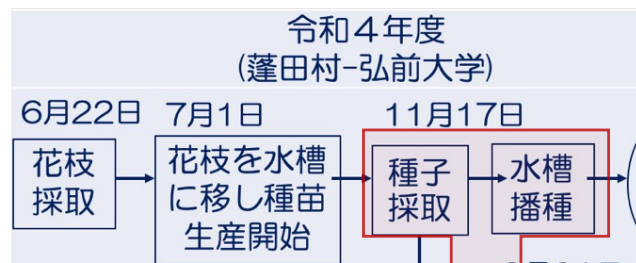 令和４年度
(蓬田村-弘前大学)
6月22日
7月1日
11月17日
花枝
採取
花枝を水槽
に移し種苗
生産開始
種子
採取
水槽
播種